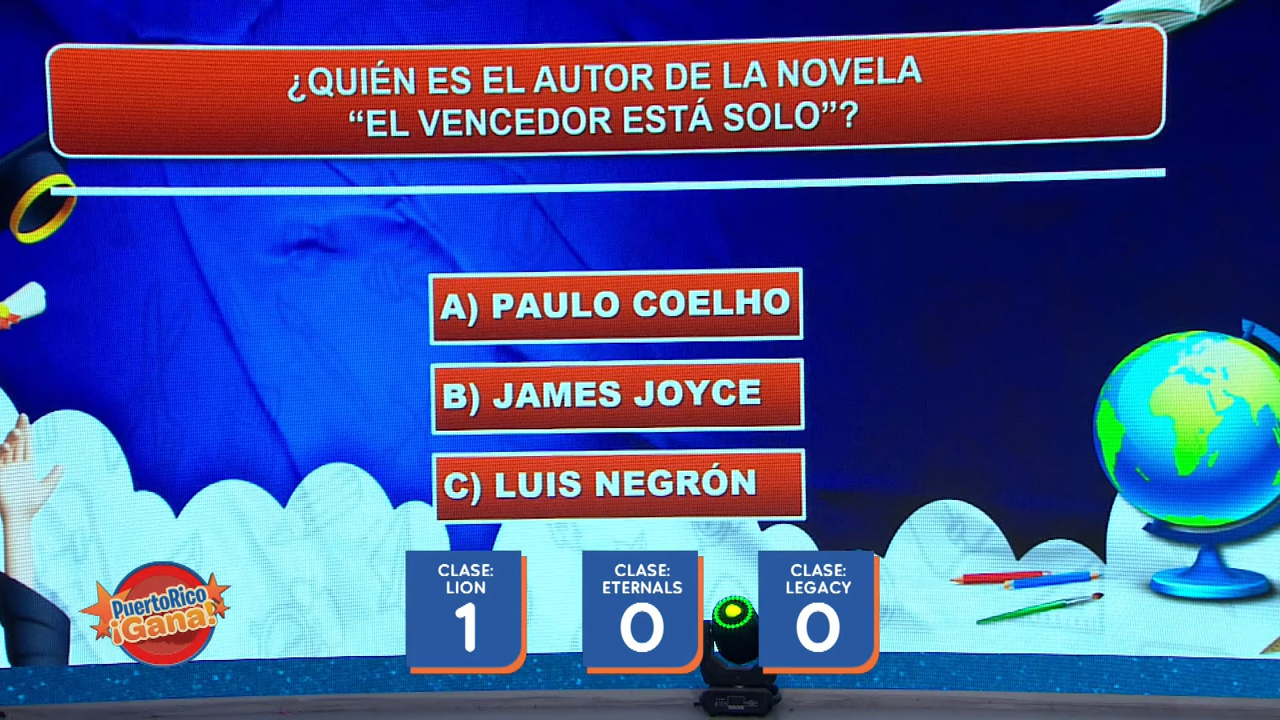 ¿QUIÉN ES EL AUTOR DE LA NOVELA
“EL VENCEDOR ESTÁ SOLO”?
A) PAULO COELHO
B) JAMES JOYCE
C) LUIS NEGRÓN
PuertoRico
¡Gana!
CLASE:
LION
1
CLASE:
ETERNALS
0
CLASE:
LEGACY
0